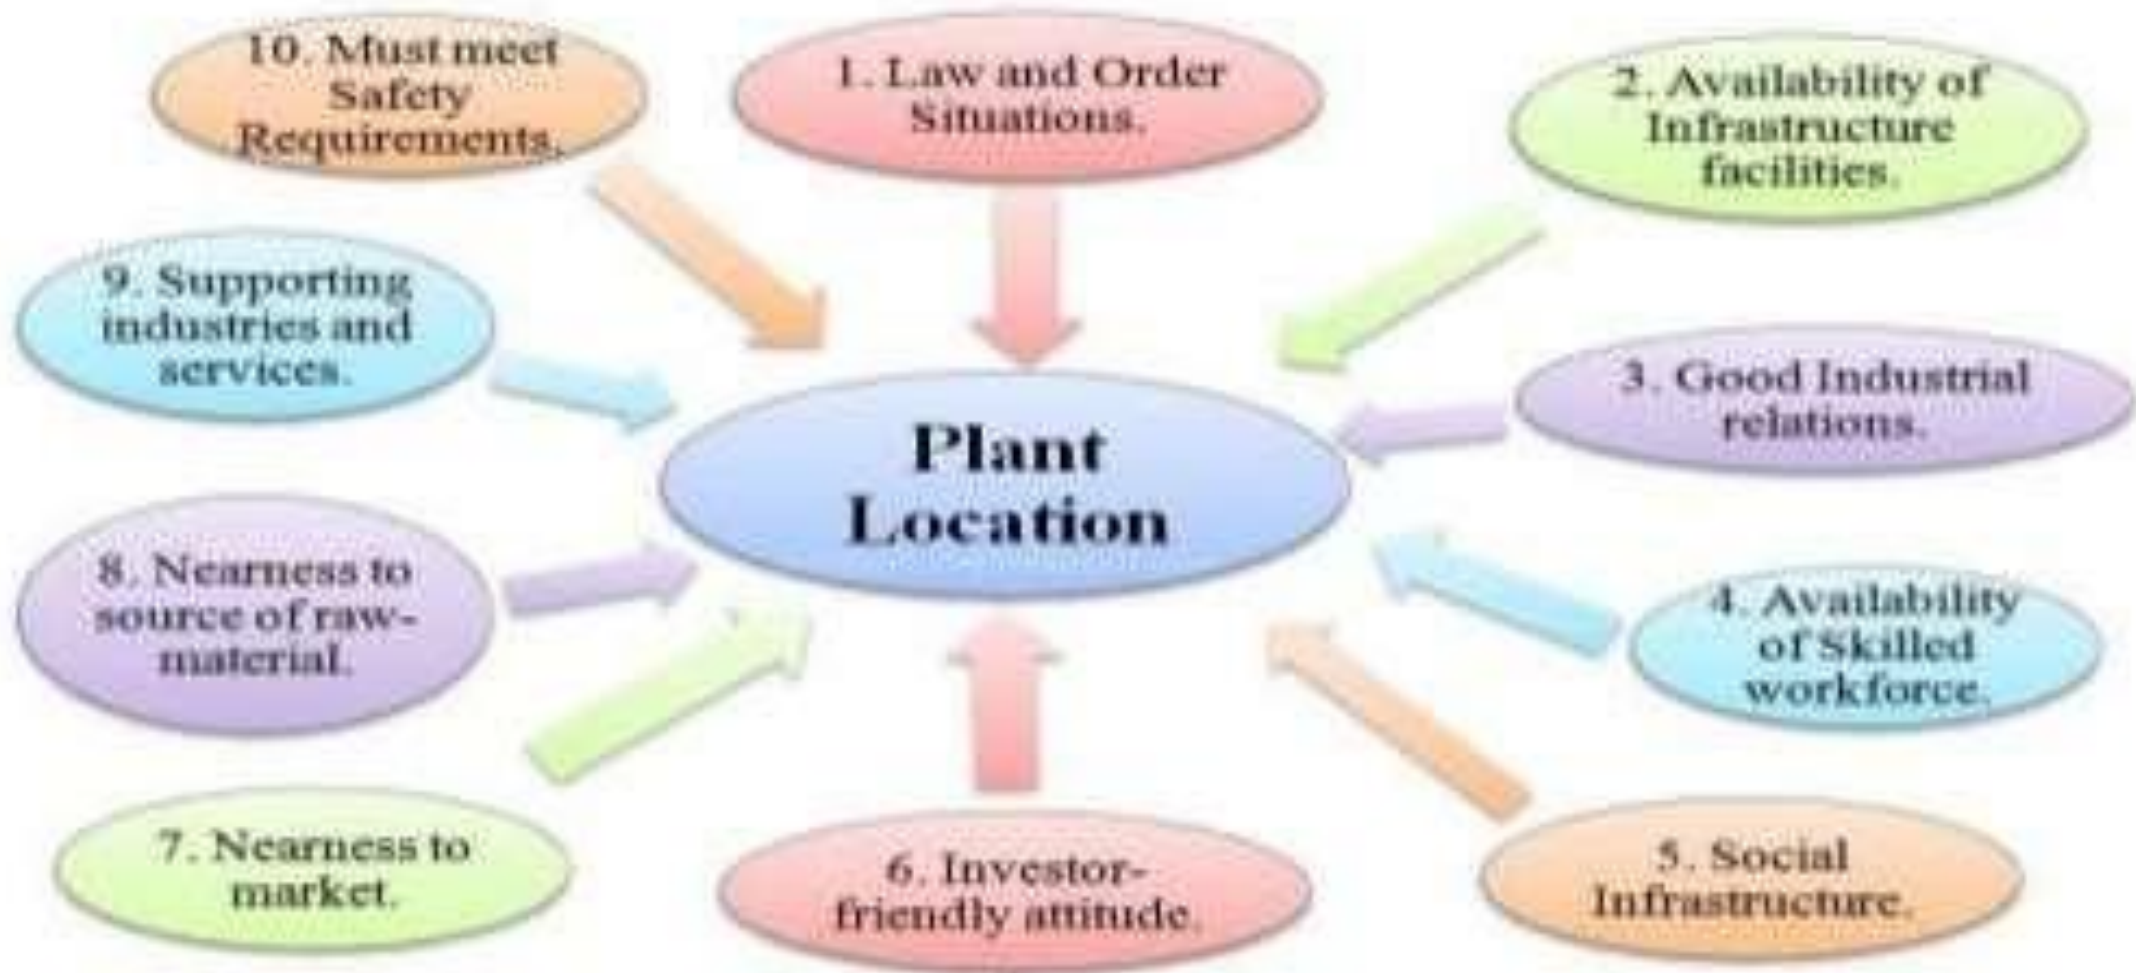 10. Must meet
Safety
Requirements.
1. Law and Order
Situations.
2. Availability of
Infrastructure
facilities.
9. Supporting
industries and
services.
3. Good Industrial
relations.
Plant
Location
8. Nearness to
source of raw-
material.
4. Availability
of Skilled
workforce.
7. Nearness to
market.
6. Investor-
friendly attitude.
5. Social
Infrastructure.